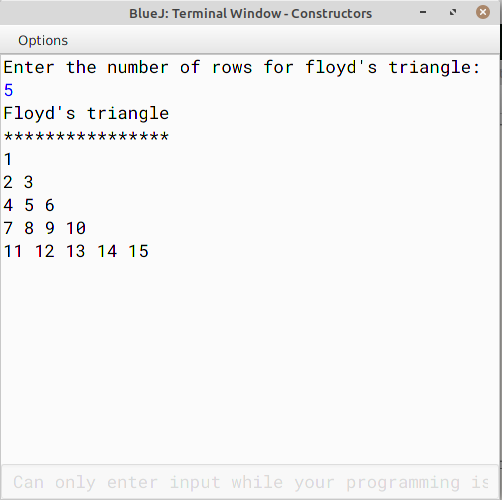 BlueJ: Terminal Window - Constructors
Options
Enter the number of rows for floyd's triangle:
5
Floyd's triangle
****************
1
2 3
4 5 6
7 8 9 10
11 12 13 14 15
Can only enter input while your programming is